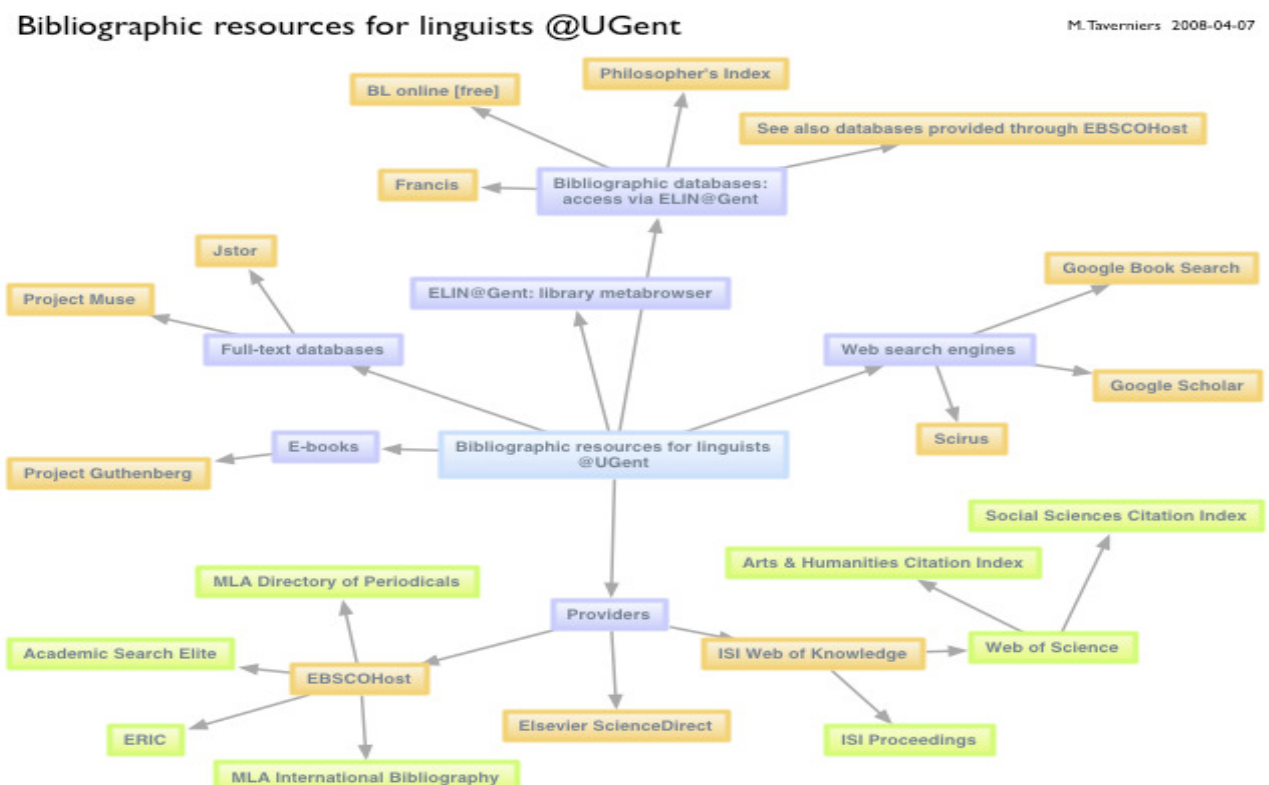 Bibliographic resources for linguists @UGent
M. Taverniers 2008-04-07
Philosopher's Index
BL online [free]
See also databases provided through EBSCOHost
Francis
Bibliographic databases:
access via ELIN@Gent
Jstor
Google Book Search
Project Muse
ELIN@Gent: library metabrowser
Full-text databases
Web search engines
Google Scholar
Scirus
E-books
Bibliographic resources for linguists
@UGent
Project Guthenberg
Social Sciences Citation Index
Arts & Humanities Citation Index
MLA Directory of Periodicals
Providers
Academic Search Elite
ISI Web of Knowledge
Web of Science
EBSCOHost
Elsevier ScienceDirect
ERIC
ISI Proceedings
MLA International Bibliography